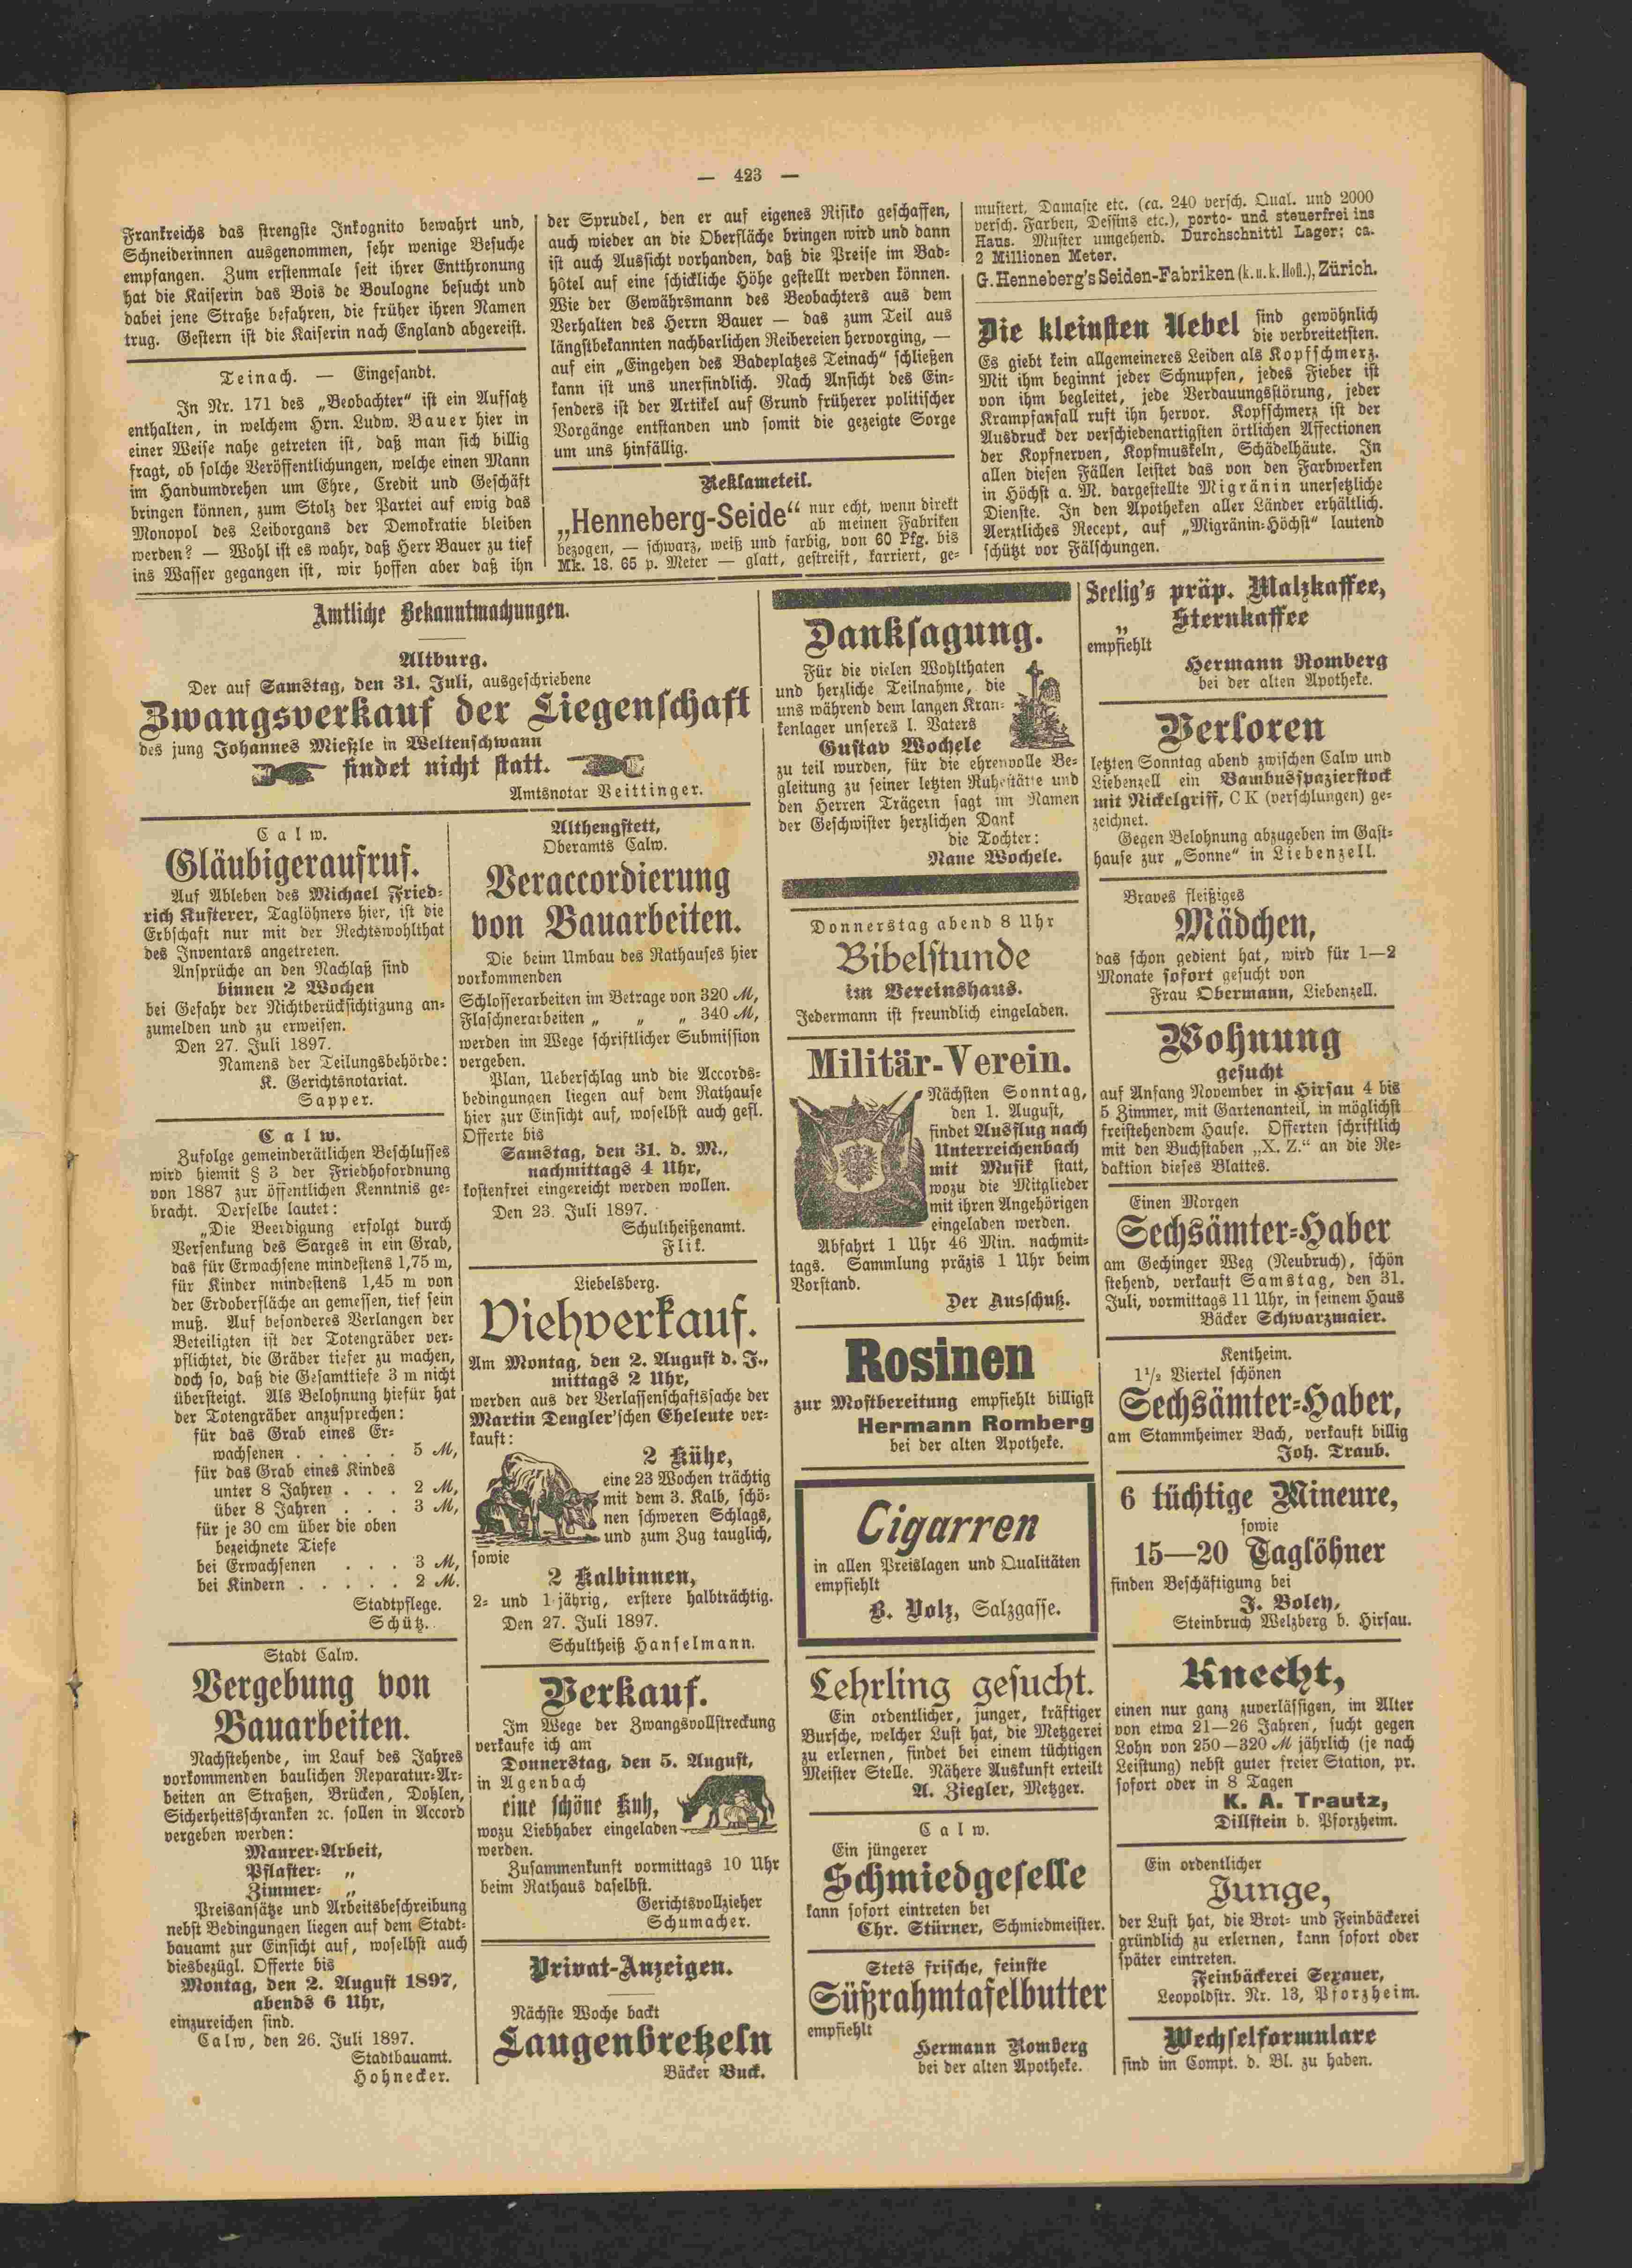 — 423 —
Frankreichs das strengste Inkognito bewahrt und,
Schneiderinnen ausgenommen, sehr wenige Besuche
empfangen. Zum erstenmale seit ihrer Entthronung
hat die Kaiserin das Bois de Boulogne besucht und
dabei jene Straße befahren, die früher ihren Namen
trug. Gestern ist die Kaiserin nach England abgereist.
Teinach. — Eingesandt.
In Nr. 171 des „Beobachter“ ist ein Aufsatz
enthalten, in welchem Hrn. Ludw. Bauer hier in
einer Weise nahe getreten ist, daß man sich billig
fragt, ob solche Veröffentlichungen, welche einen Mann
im Handumdrehen um Ehre, Credit und Geschäft
bringen können, zum Stolz der Partei auf ewig das
Monopol des Leiborgans der Demokratie bleiben
werden? — Wohl ist es wahr, daß Herr Bauer zu tief
ins Wasser gegangen ist, wir hoffen aber daß ihn
der Sprudel, den er auf eigenes Risiko geschaffen,
auch wieder an die Oberfläche bringen wird und dann
ist auch Aussicht vorhanden, daß die Preise im Bad-
hôtel auf eine schickliche Höhe gestellt werden können.
Wie der Gewährsmann des Beobachters aus dem
Verhalten des Herrn Bauer — das zum Teil aus
längstbekannten nachbarlichen Reibereien hervorging, —
auf ein „Eingehen des Badeplatzes Teinach“ schließen
kann ist uns unerfindlich. Nach Ansicht des Ein-
senders ist der Artikel auf Grund früherer politischer
Vorgänge entstanden und somit die gezeigte Sorge
um uns hinfällig.
Reklameteil.
„Henneberg-Seide“ nur echt, wenn direkt
ab meinen Fabriken
bezogen, — schwarz, weiß und farbig, von 60 Pfg. bis
Mk. 18. 65 p. Meter — glatt, gestreift, karriert, ge-
mustert, Damaste etc. (ca. 240 versch. Qual. und 2000
versch. Farben, Dessins etc.), porto- und steuerfrei ins
Haus. Muster umgehend. Durchschnittl Lager: ca.
2 Millionen Meter.
G. Henneberg's Seiden-Fabriken (k. u. k. Hofl.), Zürich.
Die kleinsten Uebel sind gewöhnlich
die verbreitetsten.
Es giebt kein allgemeineres Leiden als Kopfschmerz.
Mit ihm beginnt jeder Schnupfen, jedes Fieber ist
von ihm begleitet, jede Verdauungsstörung, jeder
Krampfanfall ruft ihn hervor. Kopfschmerz ist der
Ausdruck der verschiedenartigsten örtlichen Affectionen
der Kopfnerven, Kopfmuskeln, Schädelhäute. In
allen diesen Fällen leistet das von den Farbwerken
in Höchst a. M. dargestellte Migränin unersetzliche
Dienste. In den Apotheken aller Länder erhältlich.
Aerztliches Recept, auf „Migränin-Höchst“ lautend
schützt vor Fälschungen.
Amtliche Bekanntmachungen.
Altburg.
Der auf Samstag, den 31. Juli, ausgeschriebene
Zwangsverkauf der Liegenschaft
des jung Johannes Mießle in Weltenschwann
findet nicht statt.
Amtsnotar Veittinger.
Calw.
Gläubigeraufruf.
Auf Ableben des Michael Fried-
rich Kusterer, Taglöhners hier, ist die
Erbschaft nur mit der Rechtswohlthat
des Inventars angetreten.
Ansprüche an den Nachlaß sind
binnen 2 Wochen
bei Gefahr der Nichtberücksichtigung an-
zumelden und zu erweisen.
Den 27. Juli 1897.
Namens der Teilungsbehörde:
K. Gerichtsnotariat.
Sapper.
Calw.
Zufolge gemeinderätlichen Beschlusses
wird hiemit § 3 der Friedhofordnung
von 1887 zur öffentlichen Kenntnis ge-
bracht. Derselbe lautet:
„Die Beerdigung erfolgt durch
Versenkung des Sarges in ein Grab,
das für Erwachsene mindestens 1,75 m,
für Kinder mindestens 1,45 m von
der Erdoberfläche an gemessen, tief sein
muß. Auf besonderes Verlangen der
Beteiligten ist der Totengräber ver-
pflichtet, die Gräber tiefer zu machen,
doch so, daß die Gesamttiefe 3 m nicht
übersteigt. Als Belohnung hiefür hat
der Totengräber anzusprechen:
für das Grab eines Er-
wachsenen . . . . . 5 M,
für das Grab eines Kindes
unter 8 Jahren . . . 2 M,
über 8 Jahren . . . 3 M,
für je 30 cm über die oben
bezeichnete Tiefe
bei Erwachsenen . . . 3 M,
bei Kindern . . . . . 2 M.
Stadtpflege.
Schütz.
Stadt Calw.
Vergebung von
Bauarbeiten.
Nachstehende, im Lauf des Jahres
vorkommenden baulichen Reparatur-Ar-
beiten an Straßen, Brücken, Dohlen,
Sicherheitsschranken ꝛc. sollen in Accord
vergeben werden:
Maurer-Arbeit,
Pflaster- „
Zimmer- „
Preisansätze und Arbeitsbeschreibung
nebst Bedingungen liegen auf dem Stadt-
bauamt zur Einsicht auf, woselbst auch
diesbezügl. Offerte bis
Montag, den 2. August 1897,
abends 6 Uhr,
einzureichen sind.
Calw, den 26. Juli 1897.
Stadtbauamt.
Hohnecker.
Althengstett,
Oberamts Calw.
Veraccordierung
von Bauarbeiten.
Die beim Umbau des Rathauses hier
vorkommenden
Schlosserarbeiten im Betrage von 320 M,
Flaschnerarbeiten „ „ „ 340 M,
werden im Wege schriftlicher Submission
vergeben.
Plan, Ueberschlag und die Accords-
bedingungen liegen auf dem Rathause
hier zur Einsicht auf, woselbst auch gefl.
Offerte bis
Samstag, den 31. d. M.,
nachmittags 4 Uhr,
kostenfrei eingereicht werden wollen.
Den 23. Juli 1897.
Schultheißenamt.
Flik.
Liebelsberg.
Viehverkauf.
Am Montag, den 2. August d. J.,
mittags 2 Uhr,
werden aus der Verlassenschaftssache der
Martin Dengler'schen Eheleute ver-
kauft:
2 Kühe,
eine 23 Wochen trächtig
mit dem 3. Kalb, schö-
nen schweren Schlags,
und zum Zug tauglich,
sowie
2 Kalbinnen,
2- und 1 jährig, erstere halbträchtig.
Den 27. Juli 1897.
Schultheiß Hanselmann.
Verkauf.
Im Wege der Zwangsvollstreckung
verkaufe ich am
Donnerstag, den 5. August,
in Agenbach
eine schöne Kuh,
wozu Liebhaber eingeladen
werden.
Zusammenkunft vormittags 10 Uhr
beim Rathaus daselbst.
Gerichtsvollzieher
Schumacher.
Privat-Anzeigen.
Nächste Woche backt
Laugenbretzeln
Bäcker Buck.
Danksagung.
Für die vielen Wohlthaten
und herzliche Teilnahme, die
uns während dem langen Kran-
kenlager unseres l. Vaters
Gustav Wochele
zu teil wurden, für die ehrenvolle Be-
gleitung zu seiner letzten Ruhestätte und
den Herren Trägern sagt im Namen
der Geschwister herzlichen Dank
die Tochter:
Nane Wochele.
Donnerstag abend 8 Uhr
Bibelstunde
im Vereinshaus.
Jedermann ist freundlich eingeladen.
Militär-Verein.
Nächsten Sonntag,
den 1. August,
findet Ausflug nach
Unterreichenbach
mit Musik statt,
wozu die Mitglieder
mit ihren Angehörigen
eingeladen werden.
Abfahrt 1 Uhr 46 Min. nachmit-
tags. Sammlung präzis 1 Uhr beim
Vorstand.
Der Ausschuß.
Rosinen
zur Mostbereitung empfiehlt billigst
Hermann Romberg
bei der alten Apotheke.
Cigarren
in allen Preislagen und Qualitäten
empfiehlt
B. Volz, Salzgasse.
Lehrling gesucht.
Ein ordentlicher, junger, kräftiger
Bursche, welcher Lust hat, die Metzgerei
zu erlernen, findet bei einem tüchtigen
Meister Stelle. Nähere Auskunft erteilt
A. Ziegler, Metzger.
Calw.
Ein jüngerer
Schmiedgeselle
kann sofort eintreten bei
Chr. Stürner, Schmiedmeister.
Stets frische, feinste
Süßrahmtafelbutter
empfiehlt
Hermann Romberg
bei der alten Apotheke.
Seelig's präp. Malzkaffee,
„ Sternkaffee
empfiehlt
Hermann Romberg
bei der alten Apotheke.
Verloren
letzten Sonntag abend zwischen Calw und
Liebenzell ein Bambusspazierstock
mit Nickelgriff, CK (verschlungen) ge-
zeichnet.
Gegen Belohnung abzugeben im Gast-
hause zur „Sonne“ in Liebenzell.
Braves fleißiges
Mädchen,
das schon gedient hat, wird für 1—2
Monate sofort gesucht von
Frau Obermann, Liebenzell.
Wohnung
gesucht
auf Anfang November in Hirsau 4 bis
5 Zimmer, mit Gartenanteil, in möglichst
freistehendem Hause. Offerten schriftlich
mit den Buchstaben „X. Z.“ an die Re-
daktion dieses Blattes.
Einen Morgen
Sechsämter-Haber
am Gechinger Weg (Neubruch), schön
stehend, verkauft Samstag, den 31.
Juli, vormittags 11 Uhr, in seinem Haus
Bäcker Schwarzmaier.
Kentheim.
1 1/2 Viertel schönen
Sechsämter-Haber,
am Stammheimer Bach, verkauft billig
Joh. Traub.
6 tüchtige Mineure,
sowie
15—20 Taglöhner
finden Beschäftigung bei
J. Boley,
Steinbruch Welzberg b. Hirsau.
Knecht,
einen nur ganz zuverlässigen, im Alter
von etwa 21—26 Jahren, sucht gegen
Lohn von 250—320 M jährlich (je nach
Leistung) nebst guter freier Station, pr.
sofort oder in 8 Tagen
K. A. Trautz,
Dillstein b. Pforzheim.
Ein ordentlicher
Junge,
der Lust hat, die Brot- und Feinbäckerei
gründlich zu erlernen, kann sofort oder
später eintreten.
Feinbäckerei Sexauer,
Leopoldstr. Nr. 13, Pforzheim.
Wechselformulare
sind im Compt. d. Bl. zu haben.